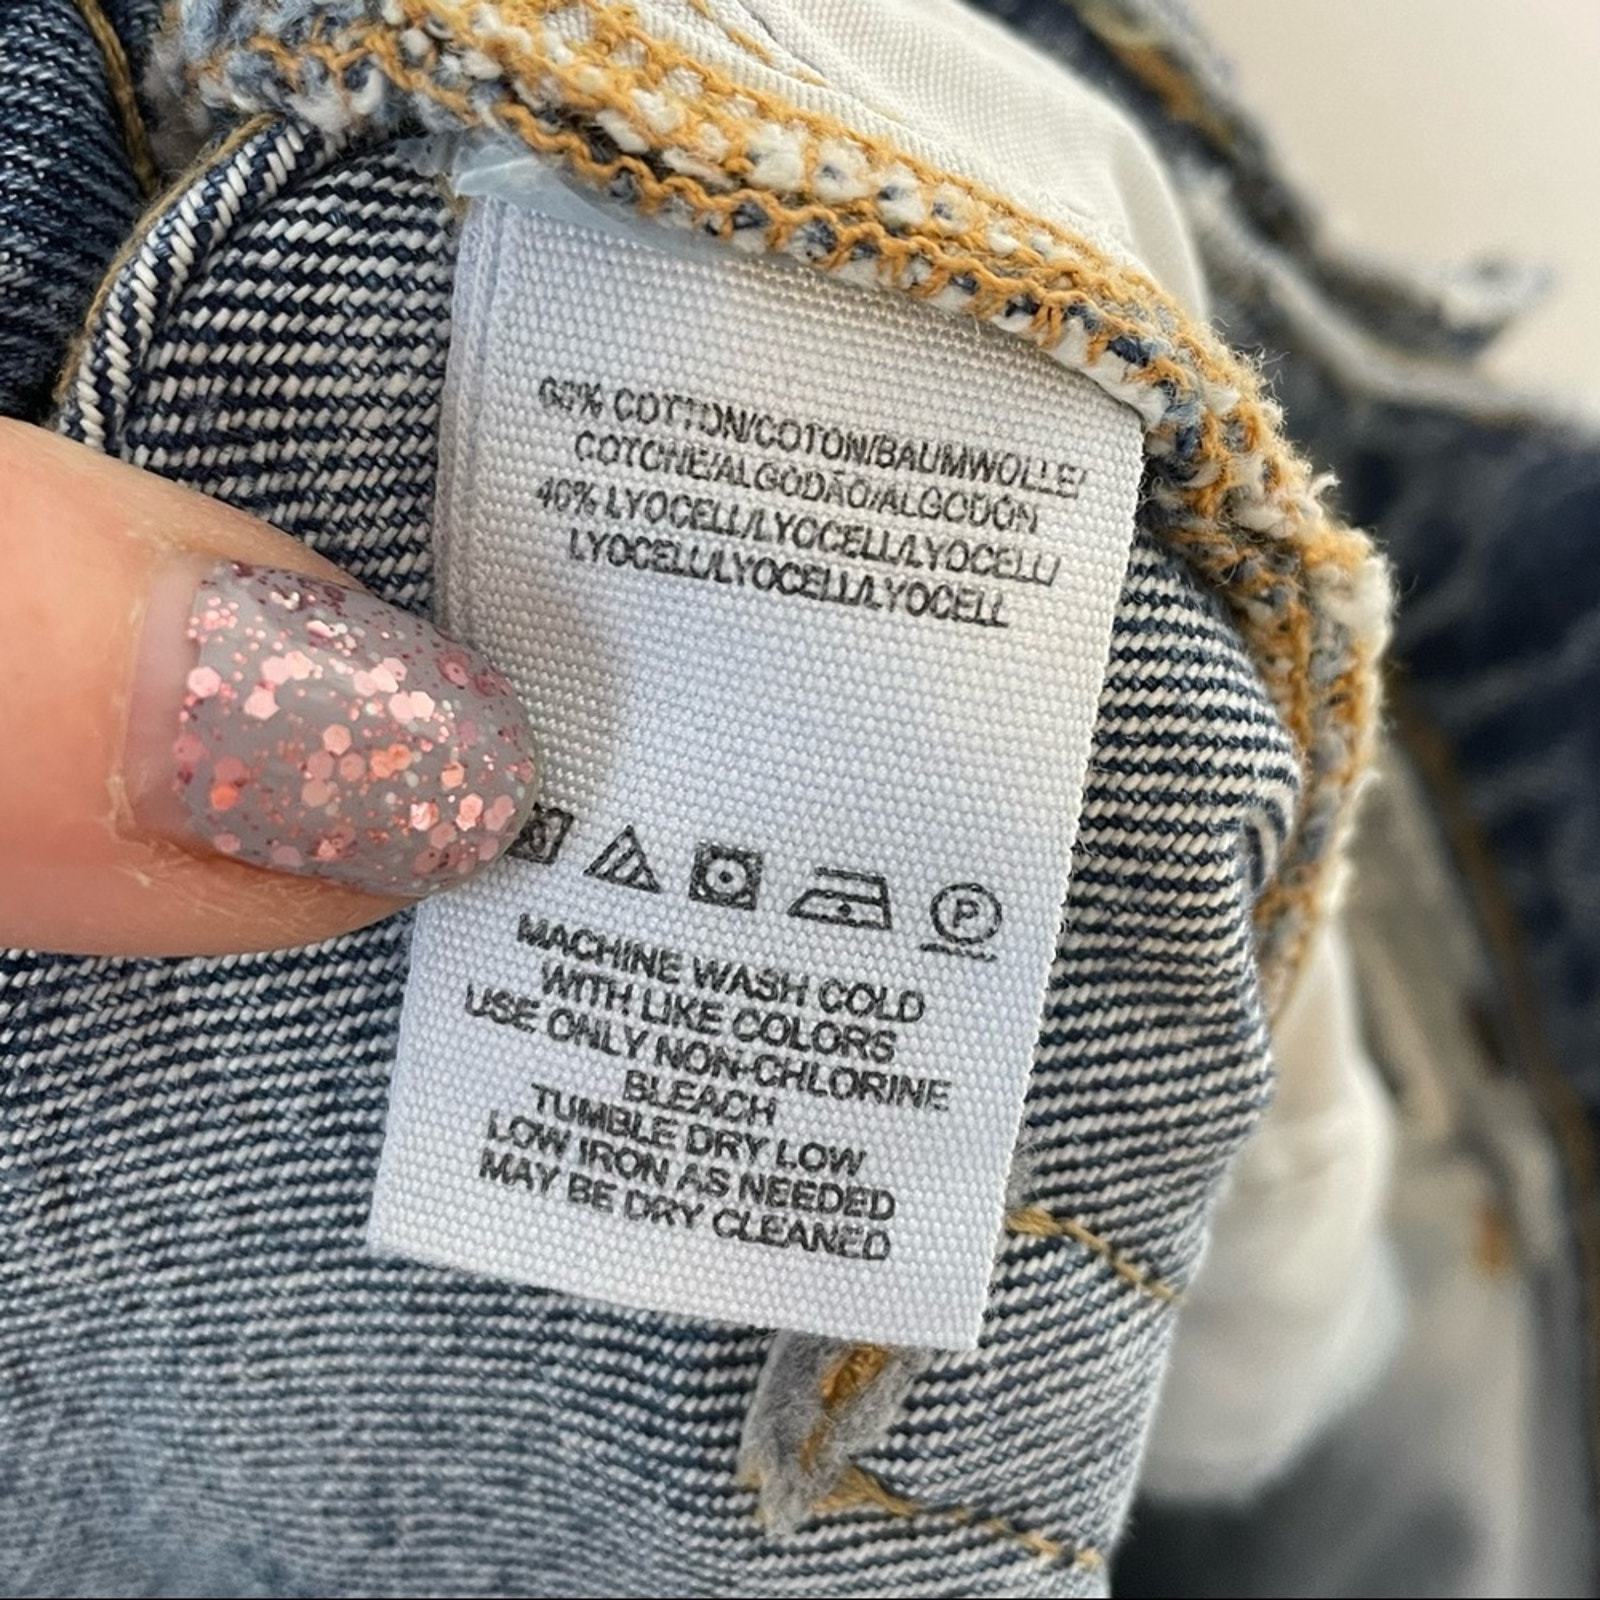 60% COTTON/COTON/BAUMWOLLE/
COTONE/ALGODÃO/ALGODÓN
40% LYOCELL/LYOCELL/LYOCELL/
LYOCELL/LYOCELL/LYOCELL
P
MACHINE WASH COLD
WITH LIKE COLORS
USE ONLY NON-CHLORINE
BLEACH
TUMBLE DRY LOW
LOW IRON AS NEEDED
MAY BE DRY CLEANED